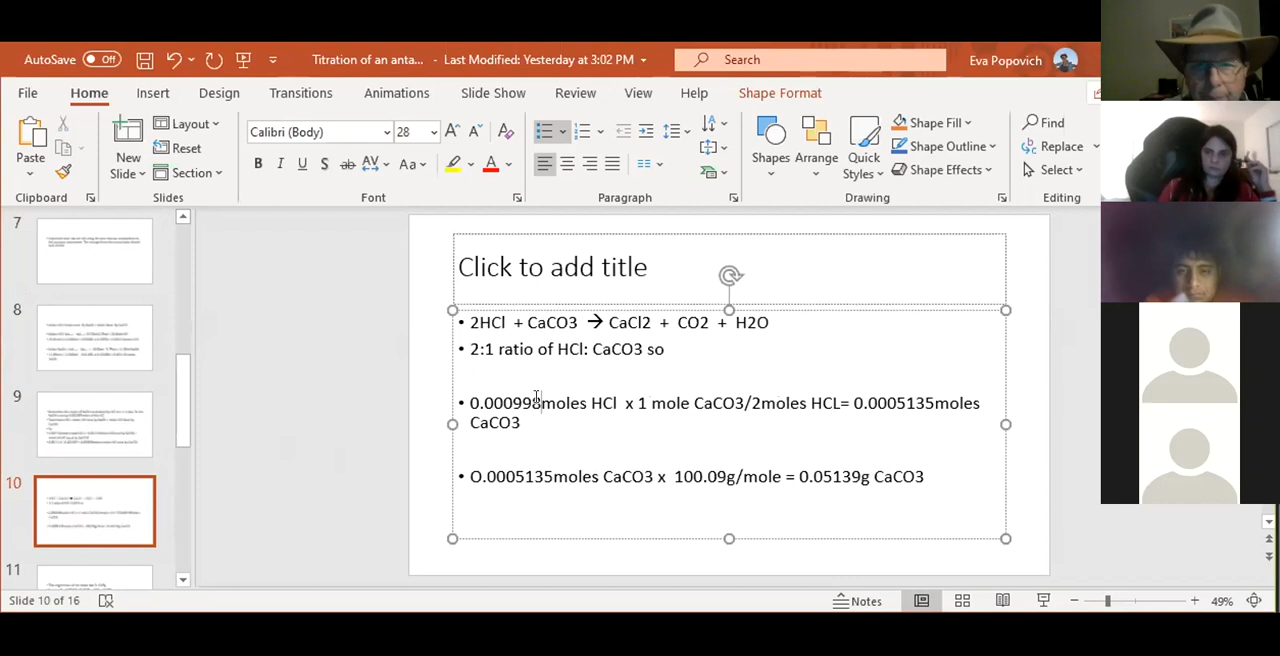 AutoSave Off Titration of an anta... - Last Modified: Yesterday at 3:02 PM Search Eva Popovich
File Home Insert Design Transitions Animations Slide Show Review View Help Shape Format
Paste
Clipboard
New
Slide
Layout
Reset
Section
Slides
Calibri (Body) 28
B I U S ab AV Aa A
Font
Paragraph
Shapes
Arrange
Quick
Styles
Shape Fill
Shape Outline
Shape Effects
Drawing
Find
Replace
Select
Editing
7
8
9
10
11
Click to add title
• 2HCl + CaCO3 → CaCl2 + CO2 + H2O
• 2:1 ratio of HCl: CaCO3 so
• 0.000998moles HCl x 1 mole CaCO3/2moles HCL= 0.0005135moles
CaCO3
• O.0005135moles CaCO3 x 100.09g/mole = 0.05139g CaCO3
Slide 10 of 16 Notes 49%